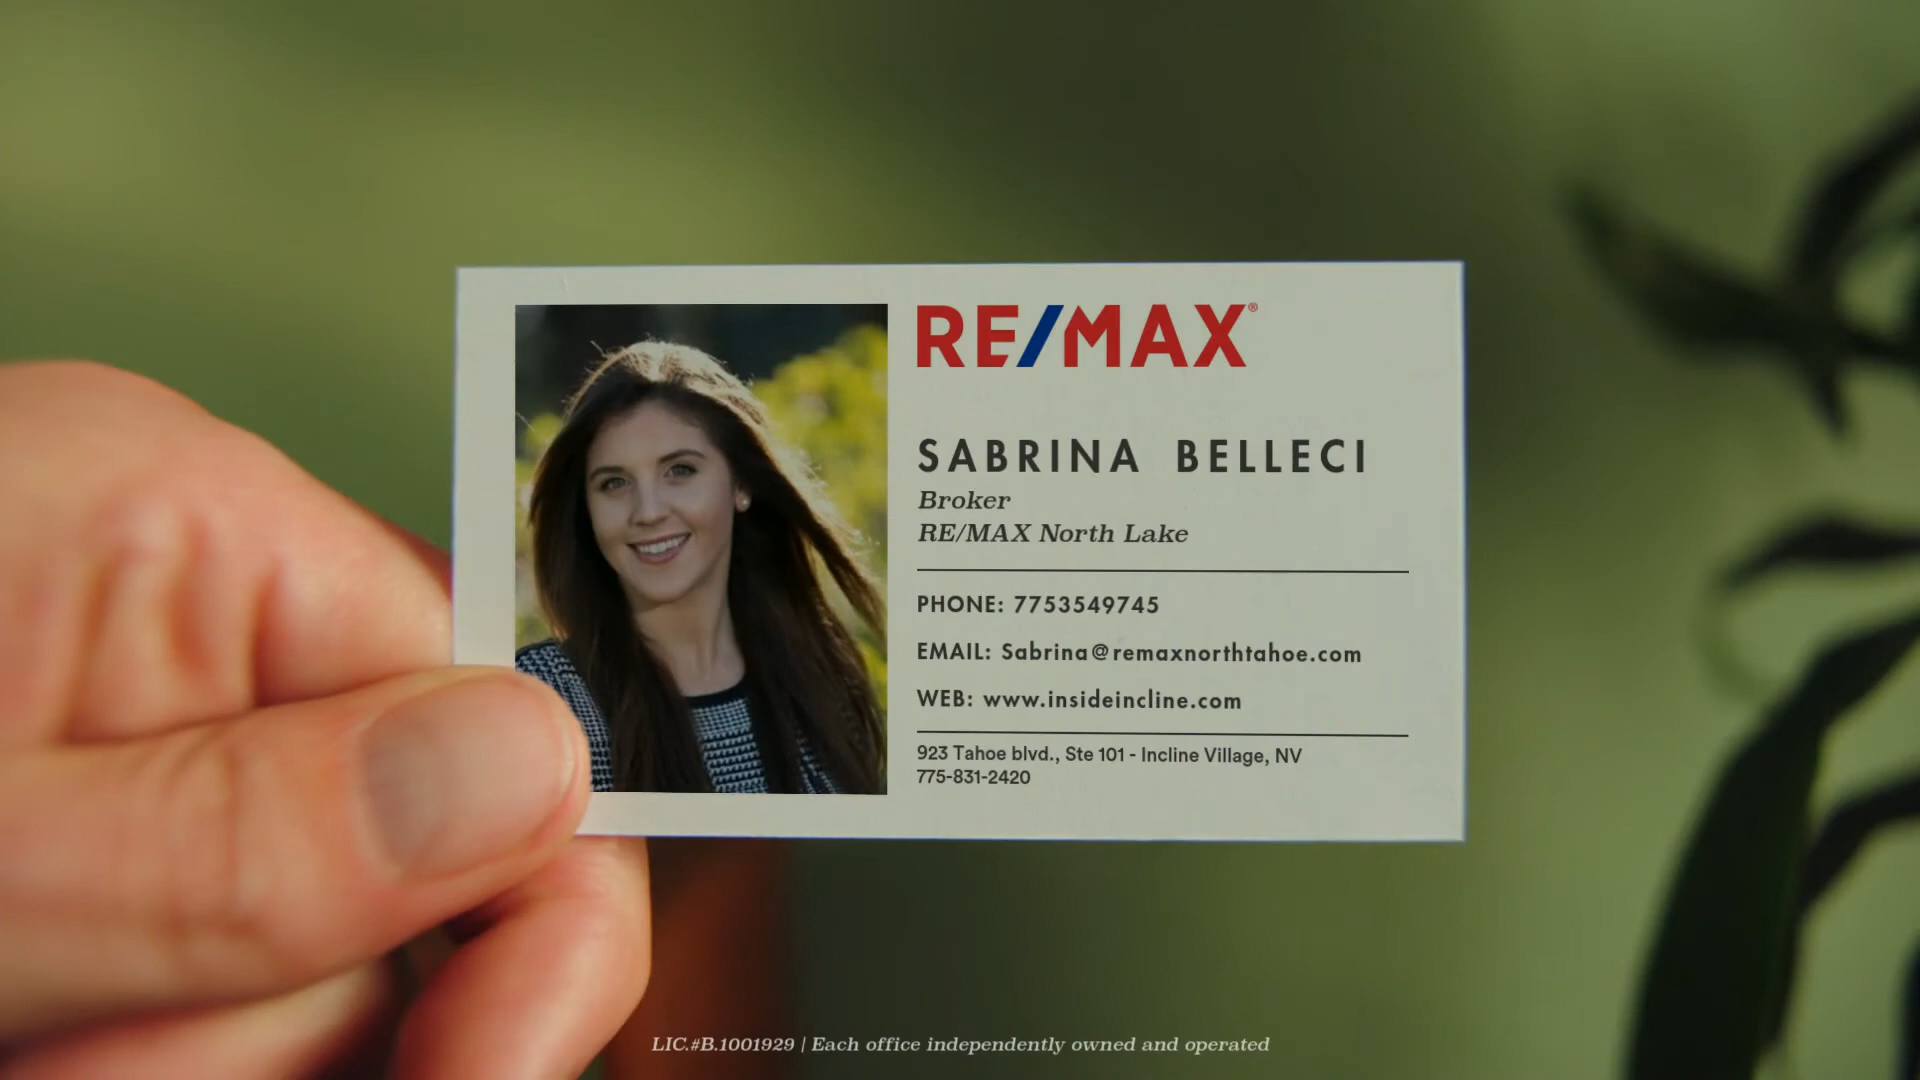 RE/MAX®
SABRINA BELLECI
Broker
RE/MAX North Lake
PHONE: 7753549745
EMAIL: Sabrina@remaxnorthtahoe.com
WEB: www.insideincline.com
923 Tahoe blvd., Ste 101 - Incline Village, NV
775-831-2420
LIC.#B.1001929 | Each office independently owned and operated